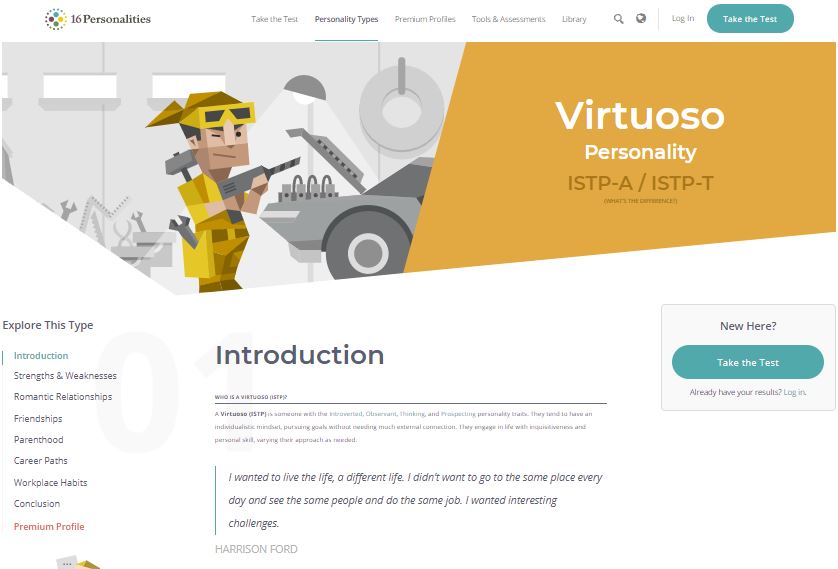 16Personalities
Take the Test
Personality Types
Premium Profiles
Tools & Assessments
Library
Log In
Take the Test
Virtuoso
Personality
ISTP-A / ISTP-T
(WHAT'S THE DIFFERENCE?)
Explore This Type
Introduction
Strengths & Weaknesses
Romantic Relationships
Friendships
Parenthood
Career Paths
Workplace Habits
Conclusion
Premium Profile
01
Introduction
WHO IS A VIRTUOSO (ISTP)?
A Virtuoso (ISTP) is someone with the Introverted, Observant, Thinking, and Prospecting personality traits. They tend to have an
individualistic mindset, pursuing goals without needing much external connection. They engage in life with inquisitiveness and
personal skill, varying their approach as needed.
I wanted to live the life, a different life. I didn't want to go to the same place every
day and see the same people and do the same job. I wanted interesting
challenges.
HARRISON FORD
New Here?
Take the Test
Already have your results? Log in.